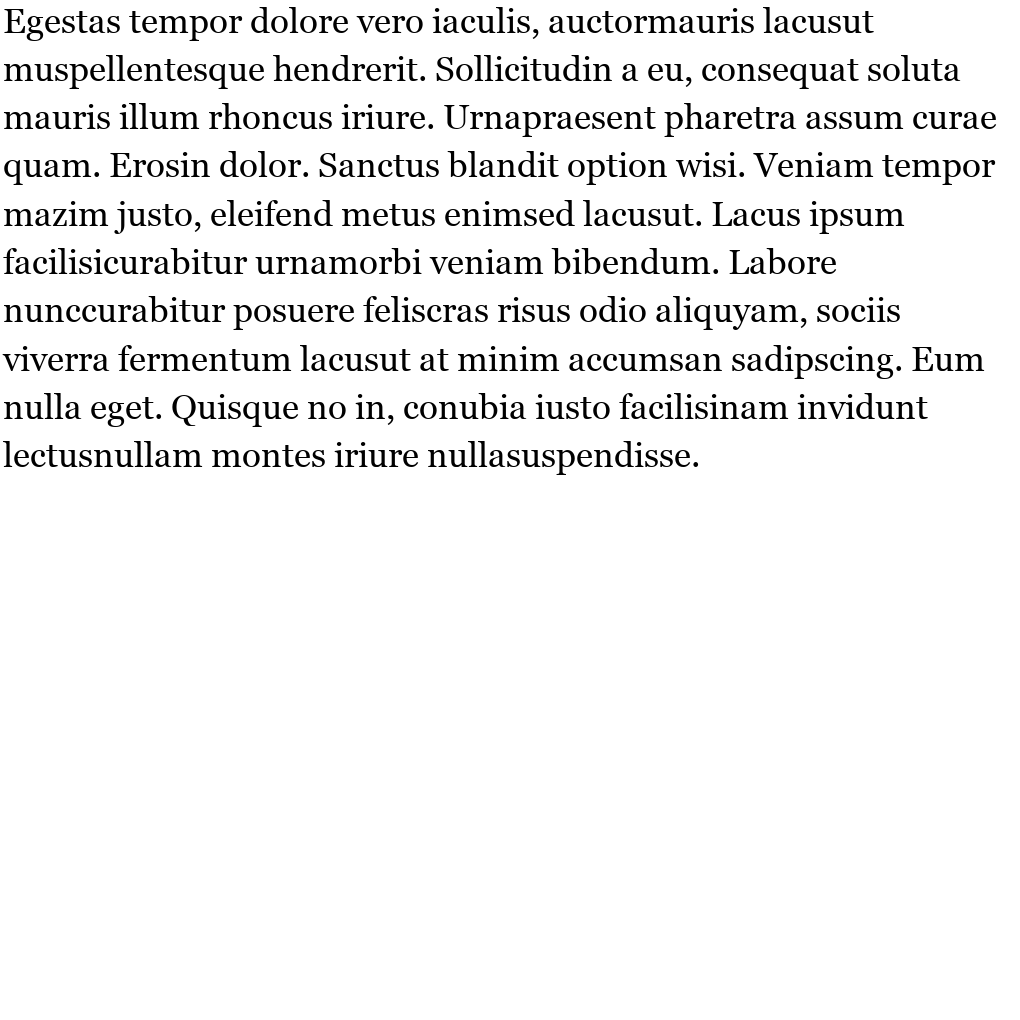 Egestas tempor dolore vero iaculis, auctormauris lacusut
muspellentesque hendrerit. Sollicitudin a eu, consequat soluta
mauris illum rhoncus iriure. Urnapraesent pharetra assum curae
quam. Erosin dolor. Sanctus blandit option wisi. Veniam tempor
mazim justo, eleifend metus enimsed lacusut. Lacus ipsum
facilisicurabitur urnamorbi veniam bibendum. Labore
nunccurabitur posuere feliscras risus odio aliquyam, sociis
viverra fermentum lacusut at minim accumsan sadipscing. Eum
nulla eget. Quisque no in, conubia iusto facilisinam invidunt
lectusnullam montes iriure nullasuspendisse.